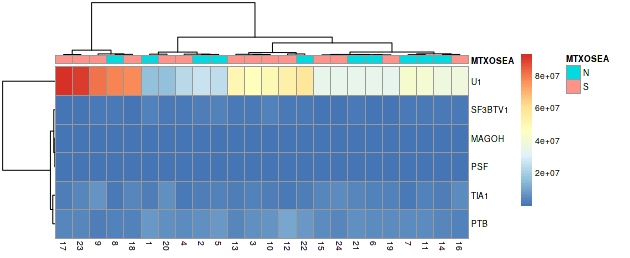 MTXOSEA
U1
SF3BTV1
MAGOH
PSF
TIA1
PTB
17 23 9 8 18 1 20 4 2 5 13 3 10 12 22 15 24 21 6 19 7 11 14 16
8e+07
6e+07
4e+07
2e+07
MTXOSEA
N
S